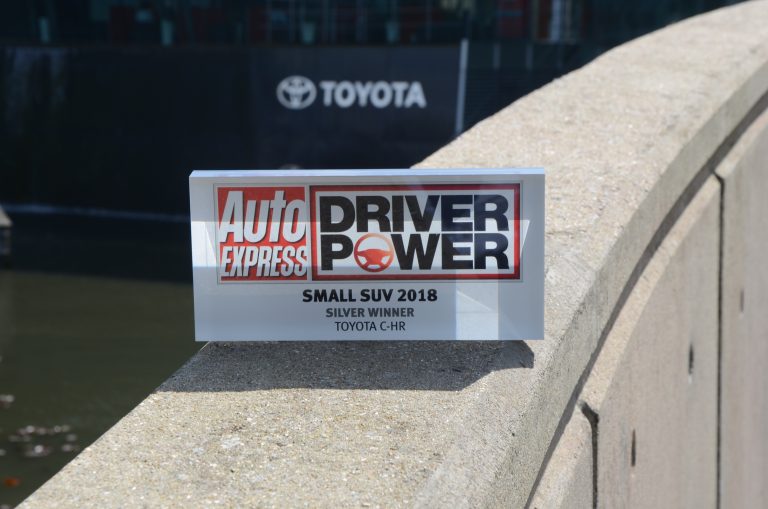 TOYOTA
Auto EXPRESS
DRIVER POWER
SMALL SUV 2018
SILVER WINNER
TOYOTA C-HR